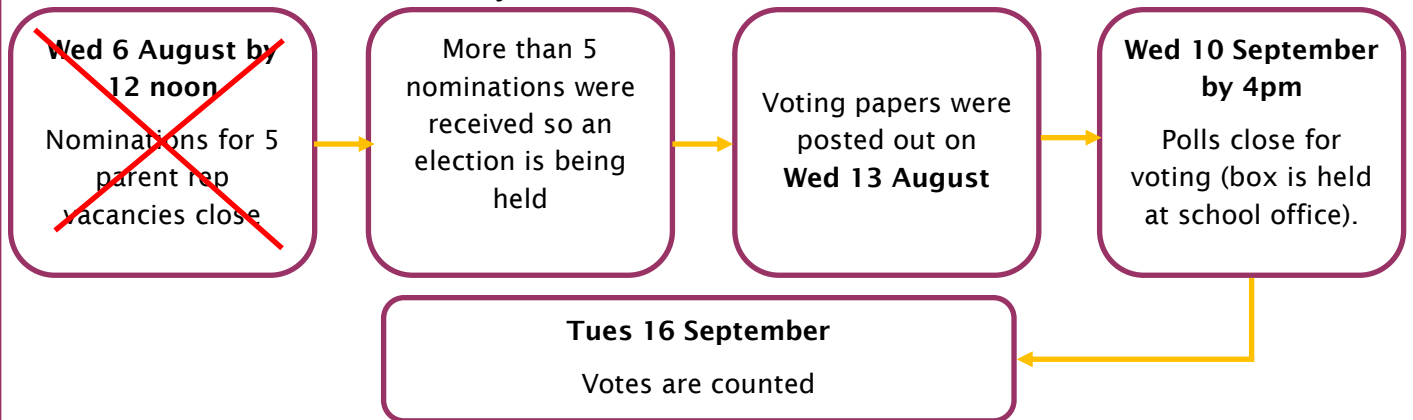 Wed 6 August by
12 noon
Nominations for 5
parent rep
vacancies close
More than 5
nominations were
received so an
election is being
held
Voting papers were
posted out on
Wed 13 August
Wed 10 September
by 4pm
Polls close for
voting (box is held
at school office).
Tues 16 September
Votes are counted